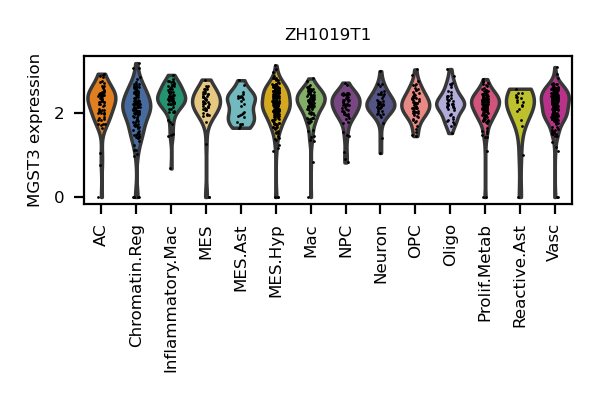 ZH1019T1
MGST3 expression
2
0
AC
Chromatin.Reg
Inflammatory.Mac
MES
MES.Ast
MES.Hyp
Mac
NPC
Neuron
OPC
Oligo
Prolif.Metab
Reactive.Ast
Vasc